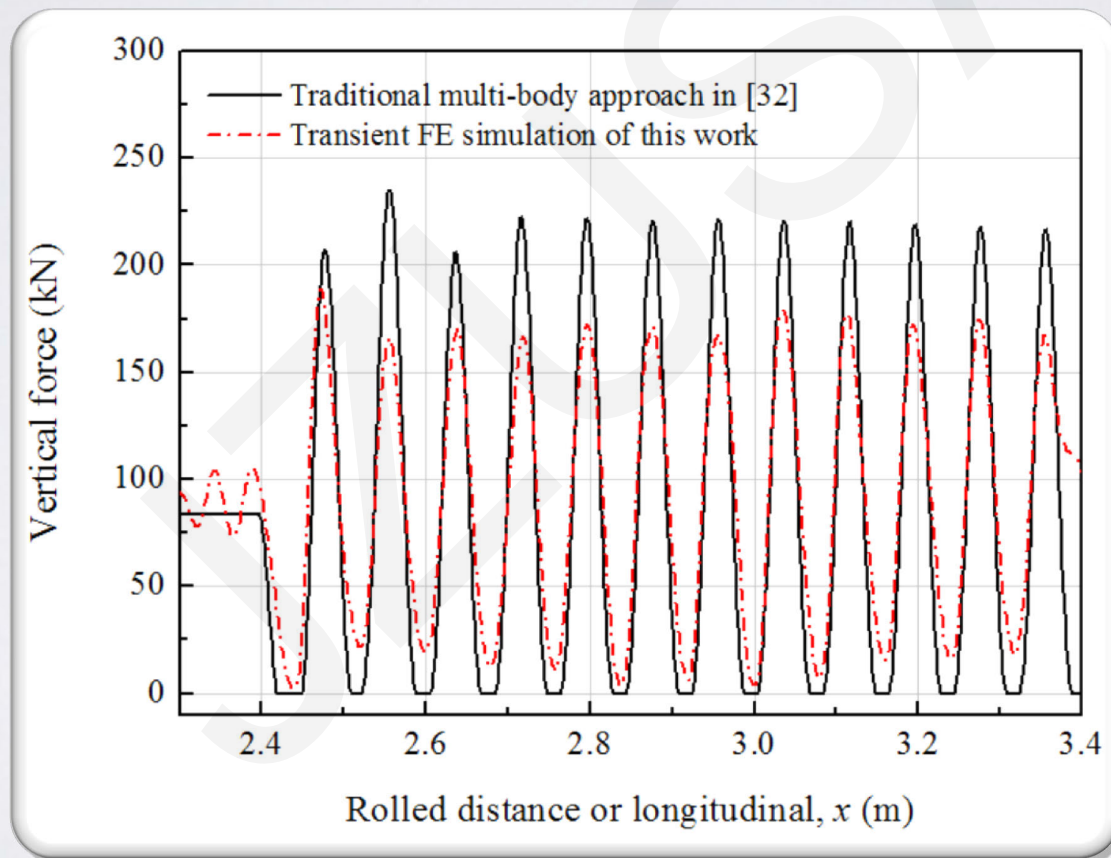 300
250
200
150
100
50
0
Vertical force (kN)
Traditional multi-body approach in [32]
Transient FE simulation of this work
2.4 2.6 2.8 3.0 3.2 3.4
Rolled distance or longitudinal, x (m)
JZUSA